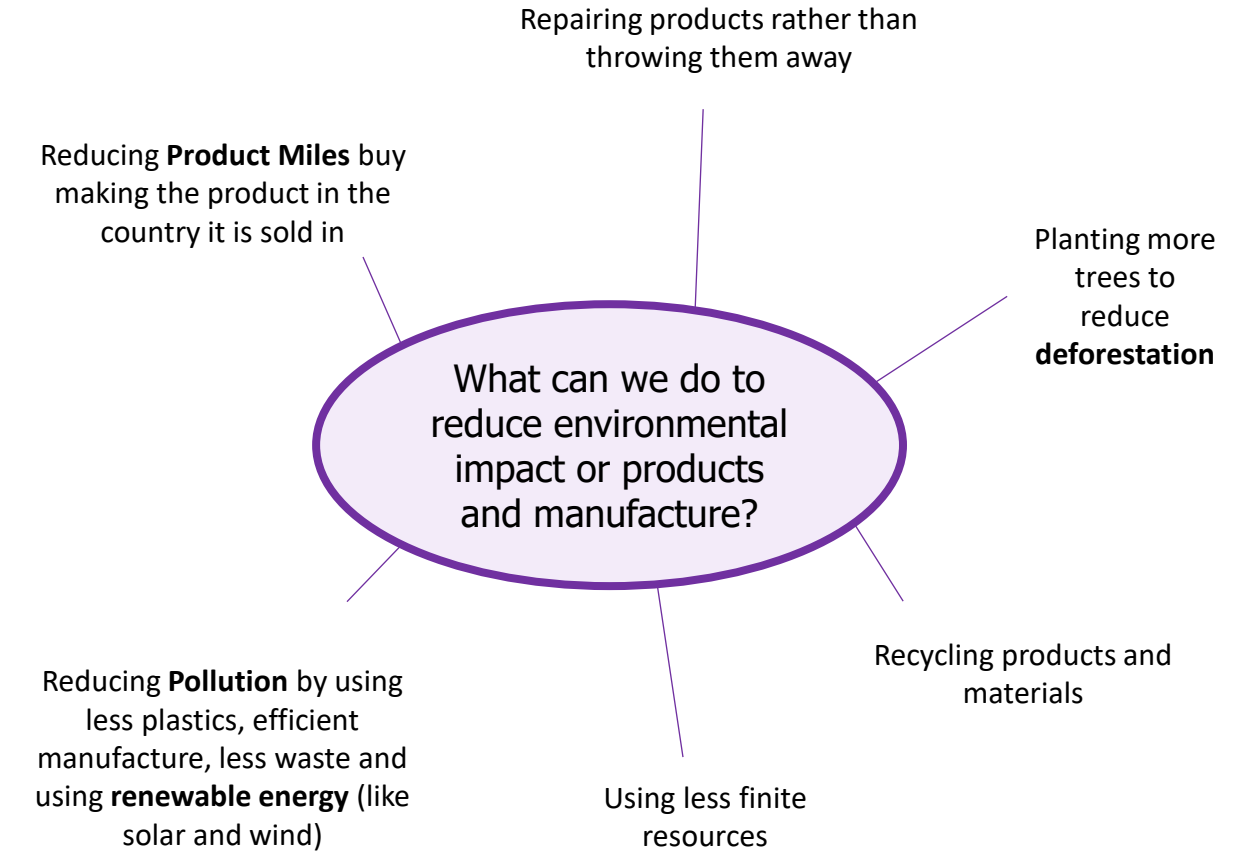 Repairing products rather than
throwing them away
Reducing Product Miles buy
making the product in the
country it is sold in
Planting more
trees to
reduce
deforestation
What can we do to
reduce environmental
impact or products
and manufacture?
Reducing Pollution by using
less plastics, efficient
manufacture, less waste and
using renewable energy (like
solar and wind)
Recycling products and
materials
Using less finite
resources